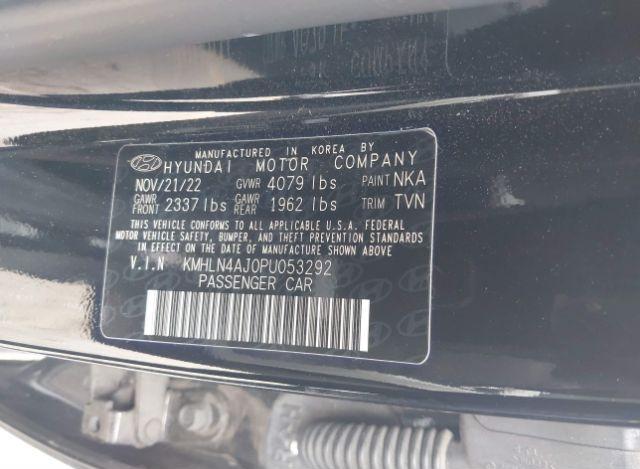 MANUFACTURED IN KOREA BY
HYUNDAI MOTOR COMPANY
NOV/21/22 GVWR 4079 lbs PAINT NKA
GAWR FRONT 2337 lbs GAWR REAR 1962 lbs TRIM TVN
THIS VEHICLE CONFORMS TO ALL APPLICABLE U.S.A. FEDERAL
MOTOR VEHICLE SAFETY, BUMPER, AND THEFT PREVENTION STANDARDS
IN EFFECT ON THE DATE OF MANUFACTURE SHOWN ABOVE.
V.I.N KMHLN4AJ0PU053292
PASSENGER CAR